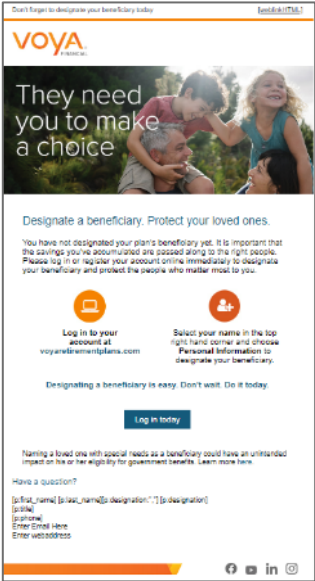 Don't forget to designate your beneficiary today
[weblinkHTML]
VOYA
FINANCIAL
They need
you to make
a choice
Designate a beneficiary. Protect your loved ones.
You have not designated your plan's beneficiary yet. It is important that
the savings you've accumulated are passed along to the right people.
Please log in or register your account online immediately to designate
your beneficiary and protect the people who matter most to you.
Log in to your
account at
voyaretirementplans.com
Select your name in the top
right hand corner and choose
Personal Information to
designate your beneficiary.
Designating a beneficiary is easy. Don't wait. Do it today.
Log in today
Naming a loved one with special needs as a beneficiary could have an unintended
impact on his or her eligibility for government benefits. Learn more here.
Have a question?
[p:first_name] [p:last_name][p:designation:","] [p:designation]
[p:title]
[p:phone]
Enter Email Here
Enter webaddress